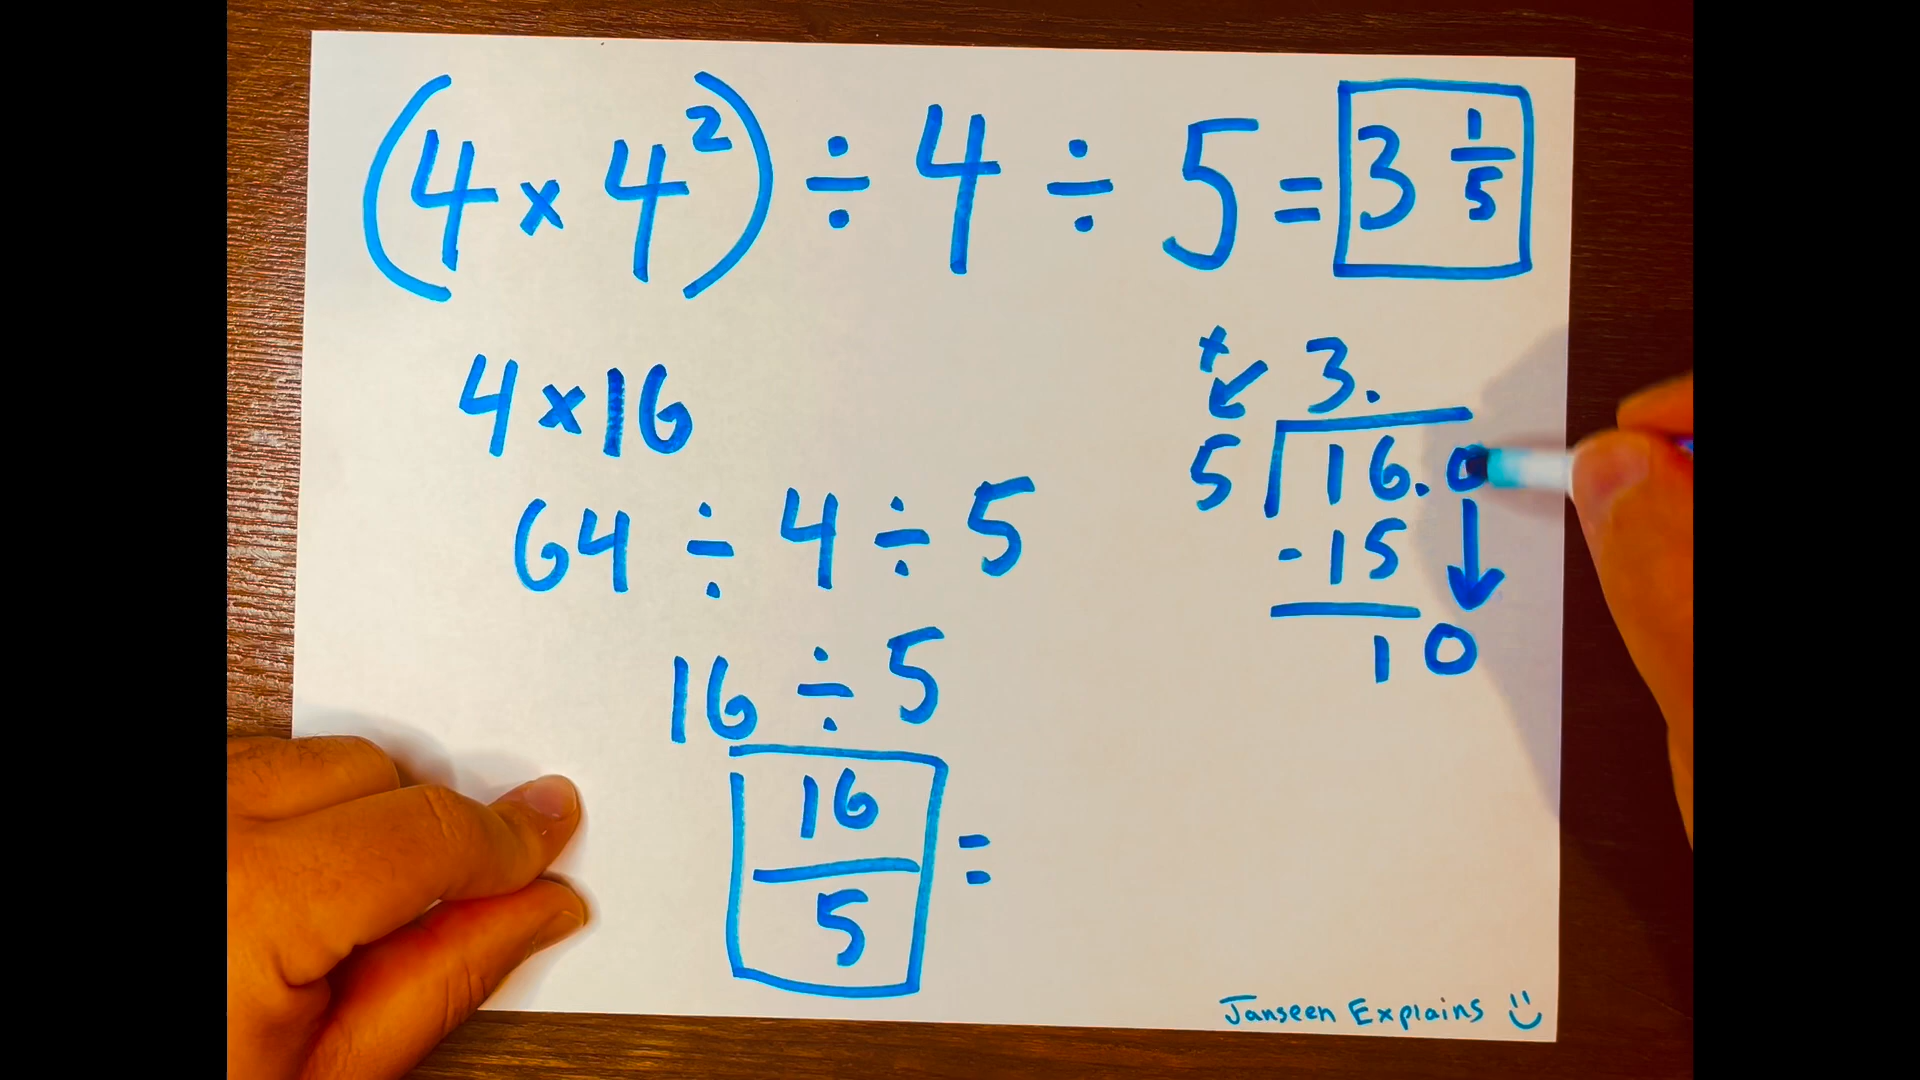 (4 × 4²) ÷ 4 ÷ 5 = 3 1/5
4 × 16
64 ÷ 4 ÷ 5
16 ÷ 5
16/5 =
×
3.
5 16.0
-15
10
Janseen Explains